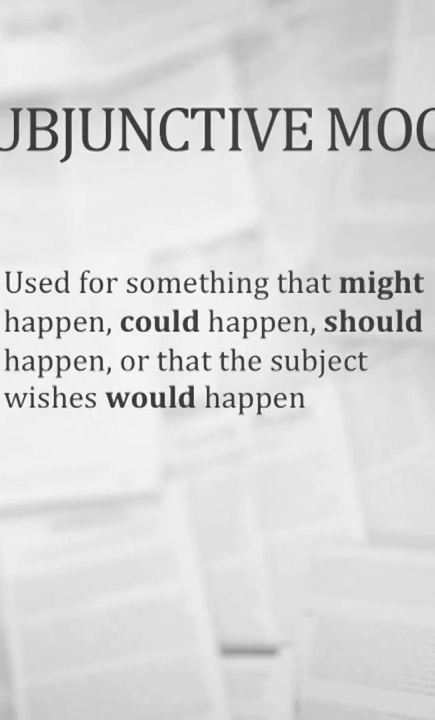 UBJUNCTIVE MOO
Used for something that might
happen, could happen, should
happen, or that the subject
wishes would happen